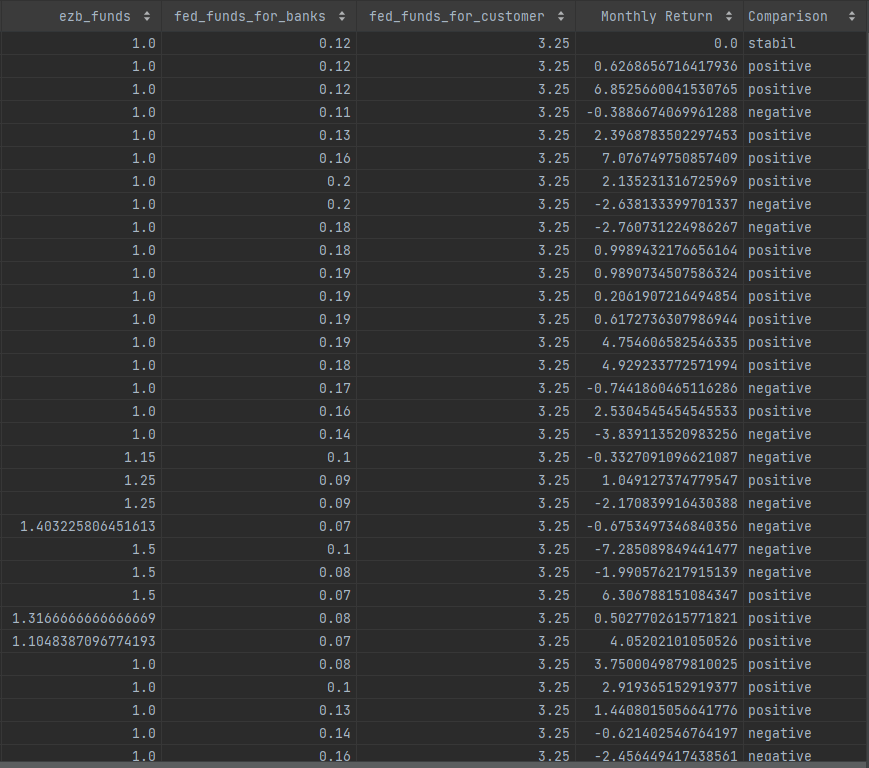 ezb_funds fed_funds_for_banks fed_funds_for_customer Monthly Return Comparison
1.0 0.12 3.25 0.0 stabil
1.0 0.12 3.25 0.6268656716417936 positive
1.0 0.12 3.25 6.8525660041530765 positive
1.0 0.11 3.25 -0.3886674069961288 negative
1.0 0.13 3.25 2.3968783502297453 positive
1.0 0.16 3.25 7.076749750857409 positive
1.0 0.2 3.25 2.135231316725969 positive
1.0 0.2 3.25 -2.638133399701337 negative
1.0 0.18 3.25 -2.760731224986267 negative
1.0 0.18 3.25 0.9989432176656164 positive
1.0 0.19 3.25 0.9890734507586324 positive
1.0 0.19 3.25 0.2061907216494854 positive
1.0 0.19 3.25 0.6172736307986944 positive
1.0 0.19 3.25 4.754606582546335 positive
1.0 0.18 3.25 4.929233772571994 positive
1.0 0.17 3.25 -0.7441860465116286 negative
1.0 0.16 3.25 2.5304545454545533 positive
1.0 0.14 3.25 -3.839113520983256 negative
1.15 0.1 3.25 -0.3327091096621087 negative
1.25 0.09 3.25 1.049127374779547 positive
1.25 0.09 3.25 -2.170839916430388 negative
1.403225806451613 0.07 3.25 -0.6753497346840356 negative
1.5 0.1 3.25 -7.285089849441477 negative
1.5 0.08 3.25 -1.990576217915139 negative
1.5 0.07 3.25 6.306788151084347 positive
1.3166666666666669 0.08 3.25 0.5027702615771821 positive
1.1048387096774193 0.07 3.25 4.05202101050526 positive
1.0 0.08 3.25 3.7500049879810025 positive
1.0 0.1 3.25 2.919365152919377 positive
1.0 0.13 3.25 1.4408015056641776 positive
1.0 0.14 3.25 -0.621402546764197 negative
1.0 0.16 3.25 -2.456449417438561 negative